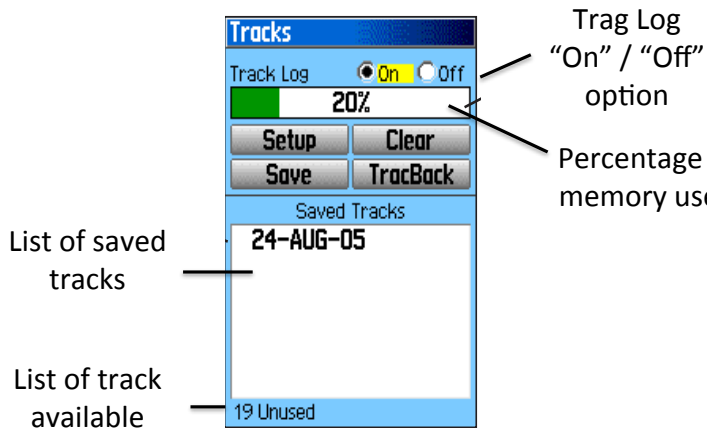 Tracks
Track Log On Off
20%
Setup Clear
Save TracBack
Saved Tracks
24-AUG-05
19 Unused
Trag Log
“On” / “Off”
option
Percentage
memory
List of saved
tracks
List of track
available